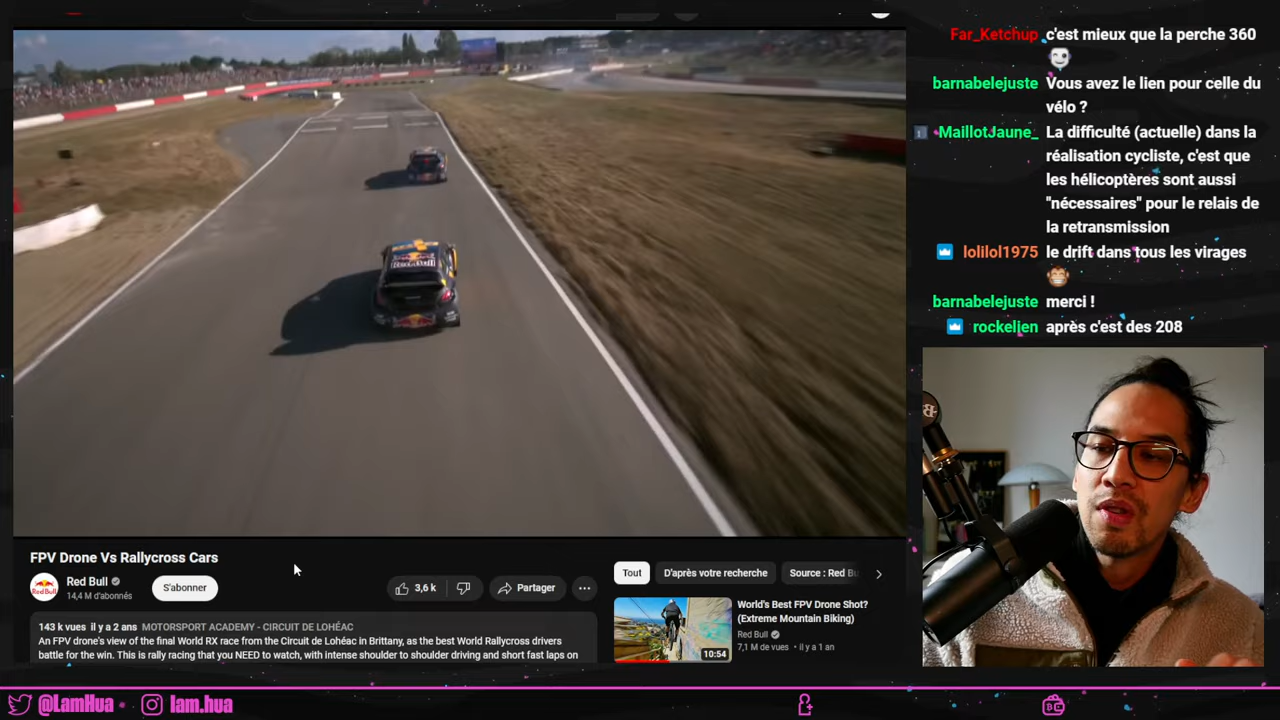 Far_Ketchup c'est mieux que la perche 360
barnabelejuste Vous avez le lien pour celle du
vélo ?
MaillotJaune_ La difficulté (actuelle) dans la
réalisation cycliste, c'est que
les hélicoptères sont aussi
"nécessaires" pour le relais de
la retransmission
lolilol1975 le drift dans tous les virages
barnabelejuste merci !
rockelien après c'est des 208
Red Bull
FPV Drone Vs Rallycross Cars
Red Bull
14,4 M d'abonnés
S'abonner
3,6 k
Partager
Tout
D'après votre recherche
Source : Red Bu
143 k vues il y a 2 ans MOTORSPORT ACADEMY - CIRCUIT DE LOHÉAC
An FPV drone's view of the final World RX race from the Circuit de Lohéac in Brittany, as the best World Rallycross drivers
battle for the win. This is rally racing that you NEED to watch, with intense shoulder to shoulder driving and short fast laps on
World's Best FPV Drone Shot?
(Extreme Mountain Biking)
Red Bull
7,1 M de vues • il y a 1 an
10:54
@LamHua
lam.hua